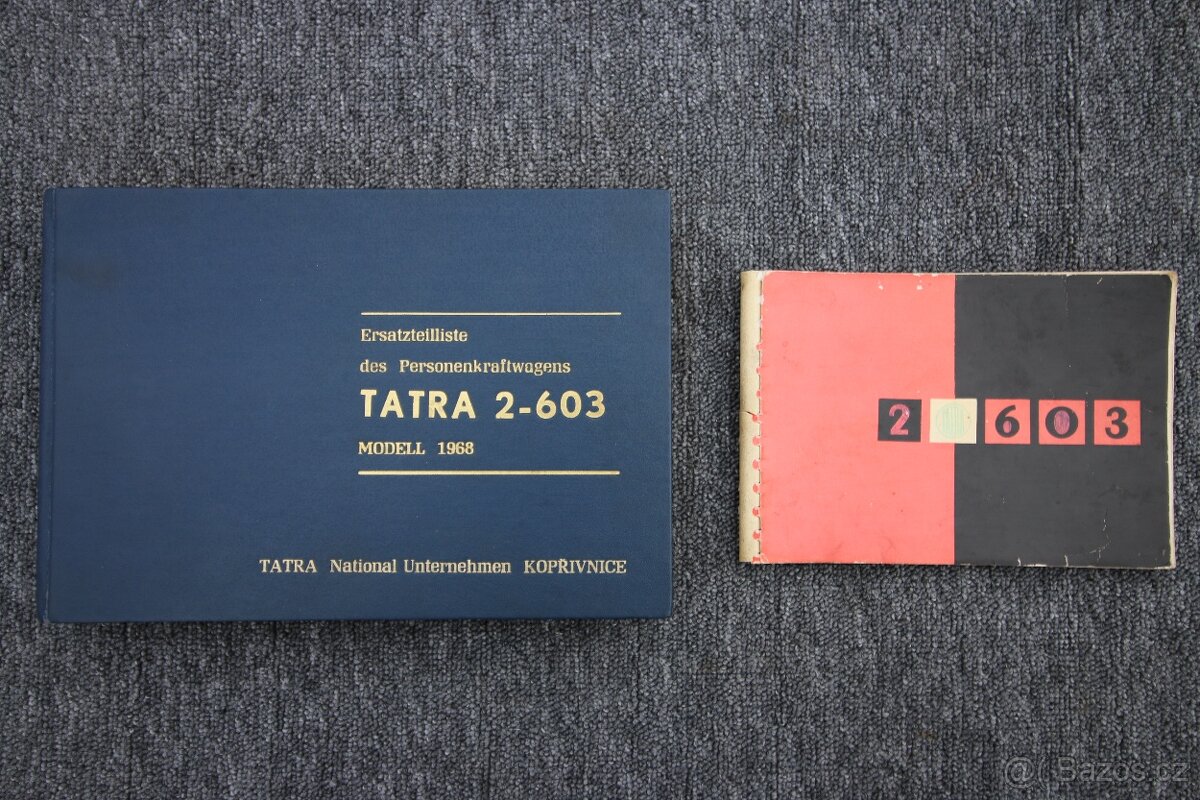 Ersatzteilliste
des Personenkraftwagens
TATRA 2-603
MODELL 1968
TATRA National Unternehmen KOPŘIVNICE
2 603
@ Bazos.cz